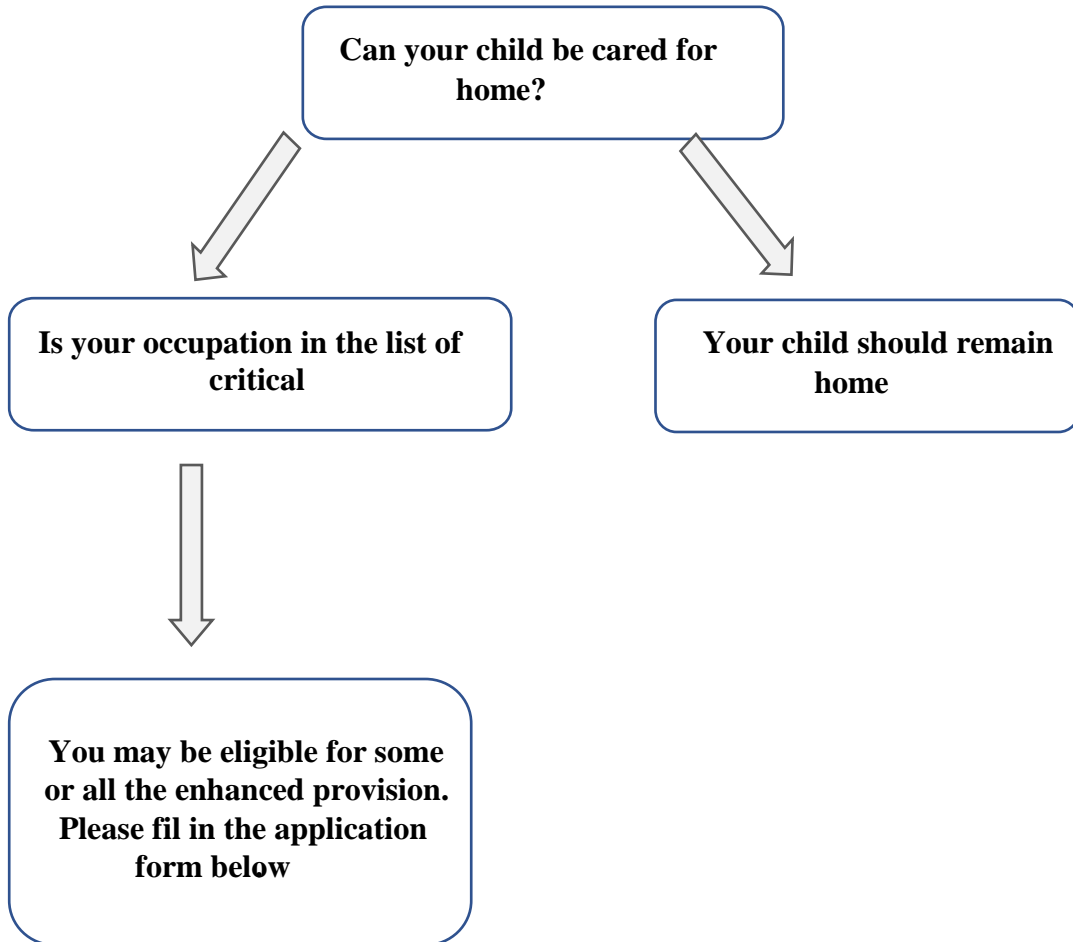 Can your child be cared for
home?
Is your occupation in the list of
critical
Your child should remain
home
You may be eligible for some
or all the enhanced provision.
Please fil in the application
form below